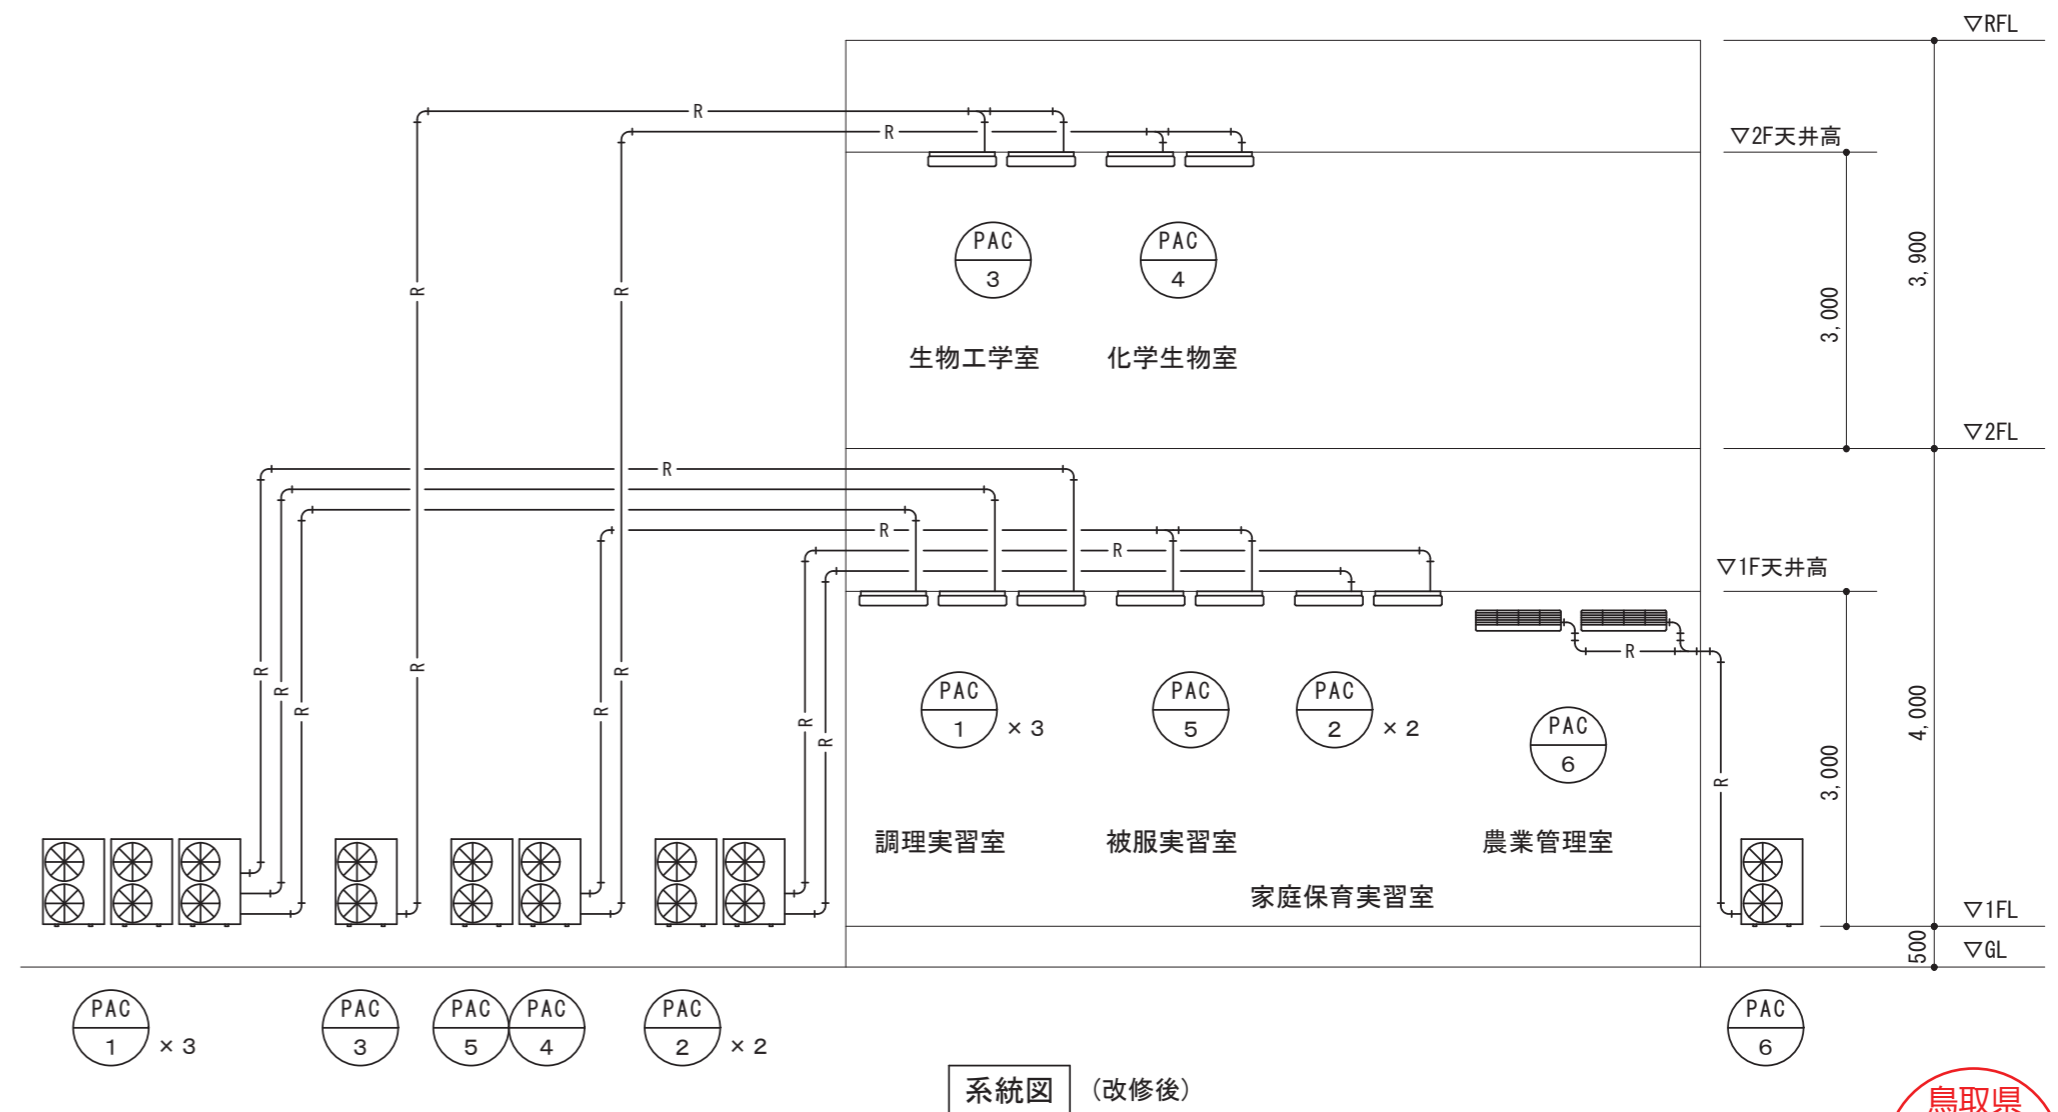 ▽RFL
R
R
▽2F天井高
PAC
3
PAC
4
3,900
R
R
3,000
生物工学室
化学生物室
▽2FL
R
R
R
▽1F天井高
R
R
R
R
R
R
R
R
R
R
PAC
1
×3
PAC
5
PAC
2
×2
PAC
6
4,000
3,000
R
調理実習室
被服実習室
農業管理室
家庭保育実習室
▽1FL
500
▽GL
PAC
1
×3
PAC
3
PAC
5
PAC
4
PAC
2
×2
PAC
6
系統図 (改修後)
鳥取県